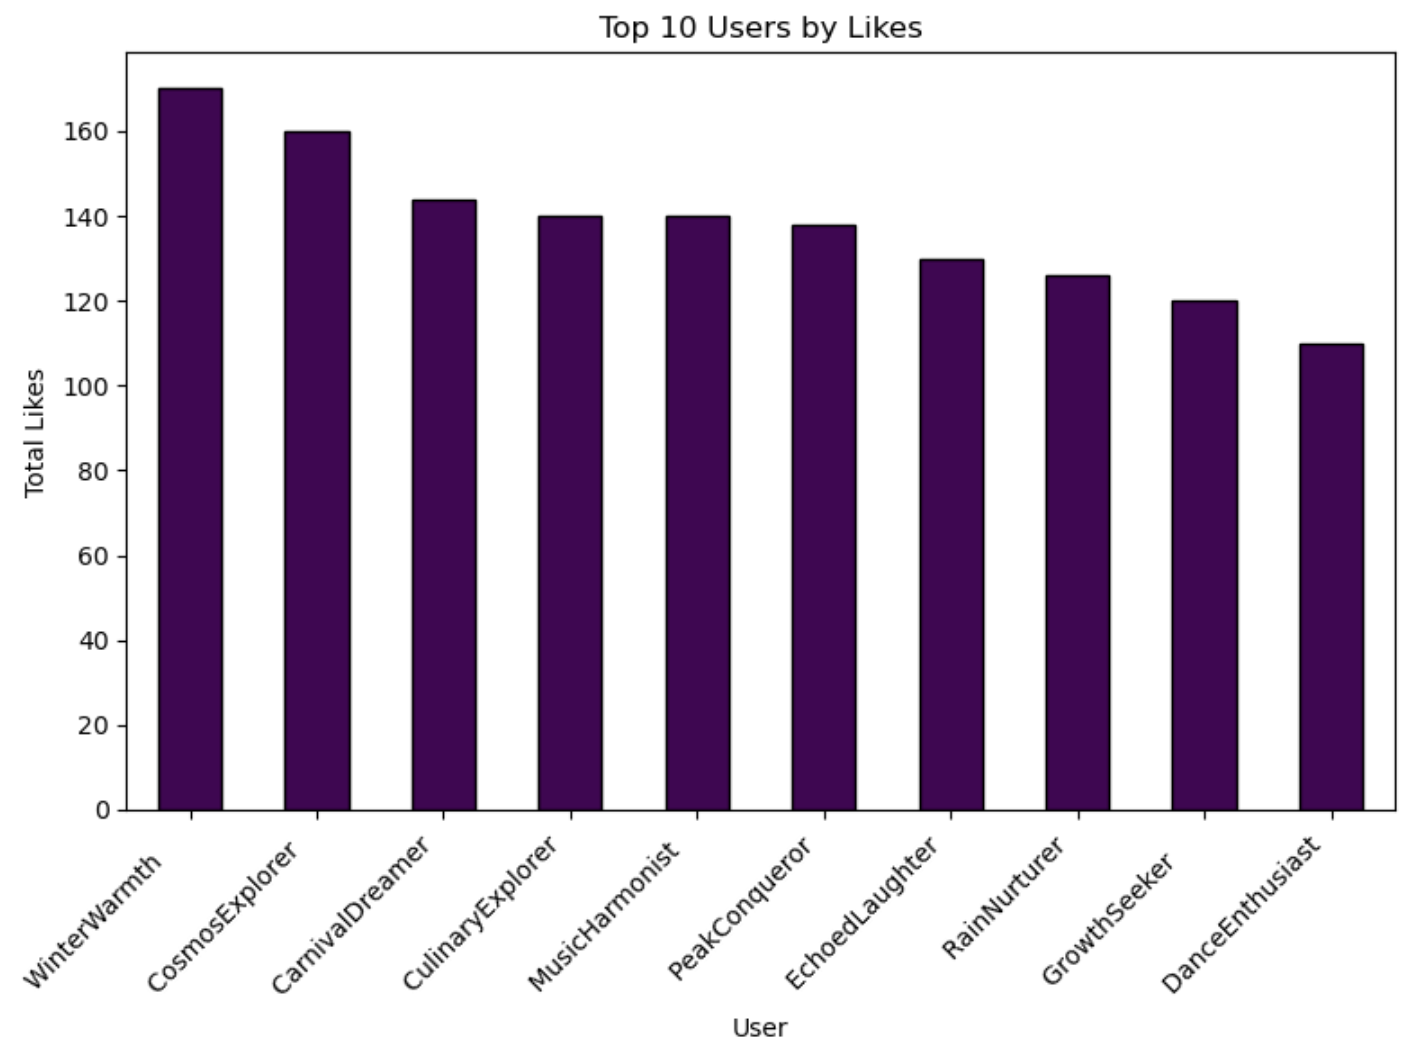 Top 10 Users by Likes
Total Likes
160
140
120
100
80
60
40
20
0
WinterWarmth
CosmosExplorer
CarnivalDreamer
CulinaryExplorer
MusicHarmonist
PeakConqueror
EchoedLaughter
RainNurturer
GrowthSeeker
DanceEnthusiast
User